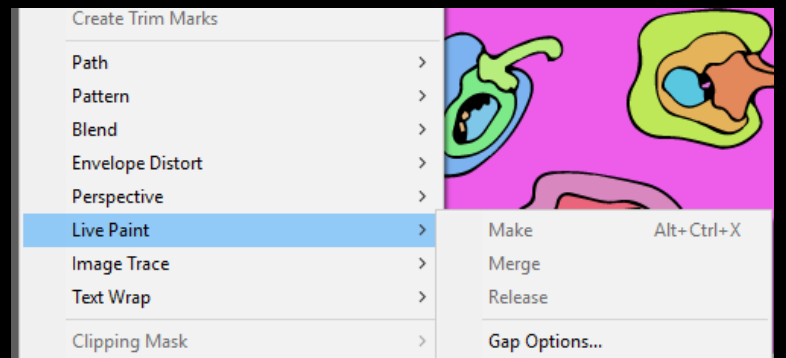 Create Trim Marks
Path
Pattern
Blend
Envelope Distort
Perspective
Live Paint
Image Trace
Text Wrap
Clipping Mask
Make Alt+Ctrl+X
Merge
Release
Gap Options...